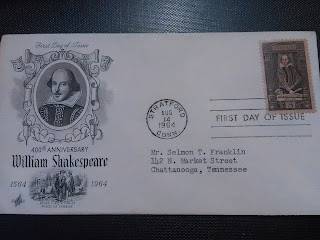 First Day of Issue
400th ANNIVERSARY
William Shakespeare
1564 1964
STRATFORD
AUG
14
1964
CONN.
FIRST DAY OF ISSUE
Mr. Selmon T. Franklin
142 N. Market Street
Chattanooga, Tennessee